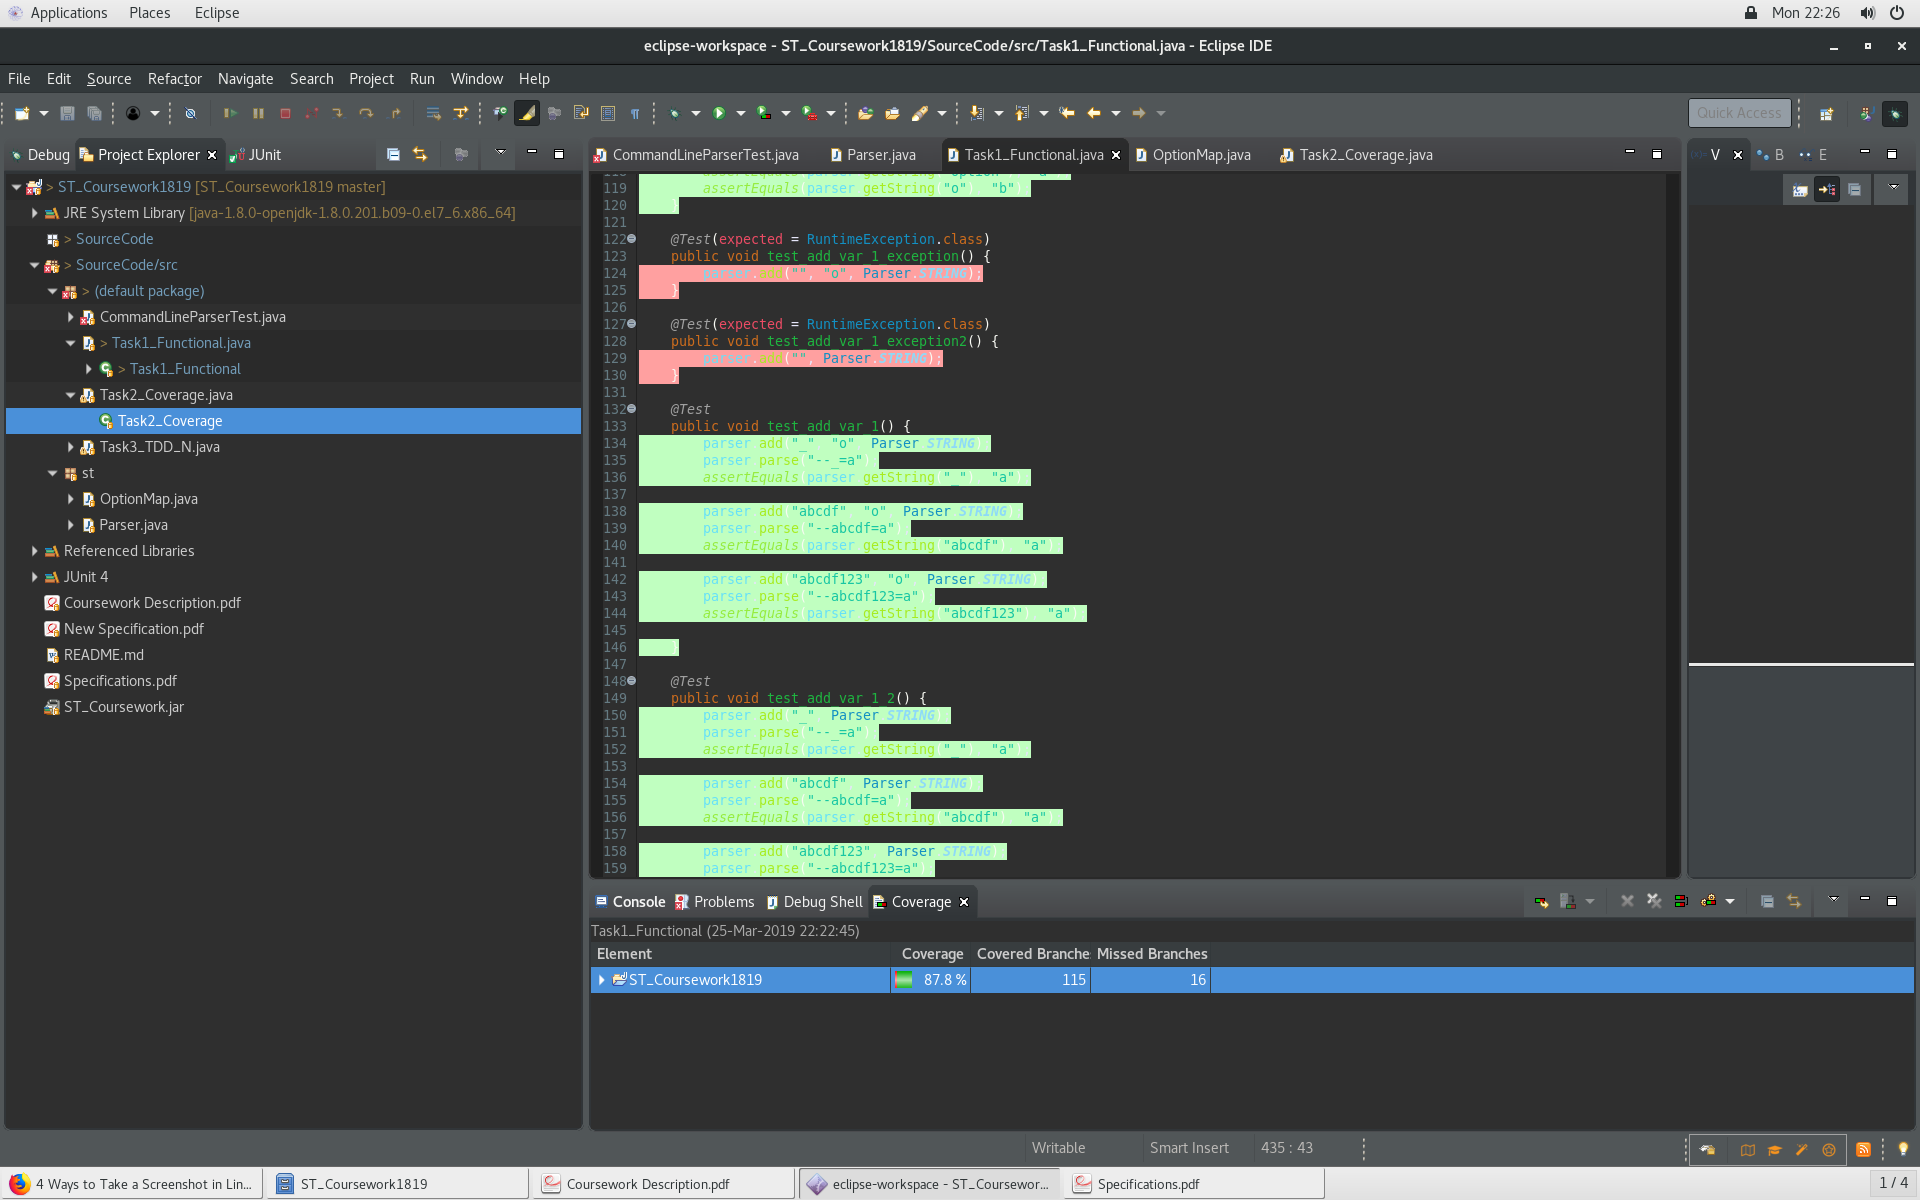 Applications Places Eclipse Mon 22:26
eclipse-workspace - ST_Coursework1819/SourceCode/src/Task1_Functional.java - Eclipse IDE
File Edit Source Refactor Navigate Search Project Run Window Help
Quick Access
Debug Project Explorer JUnit
ST_Coursework1819 [ST_Coursework1819 master]
JRE System Library [java-1.8.0-openjdk-1.8.0.201.b09-0.el7_6.x86_64]
> SourceCode
> SourceCode/src
> (default package)
CommandLineParserTest.java
> Task1_Functional.java
> Task1_Functional
Task2_Coverage.java
Task2_Coverage
Task3_TDD_N.java
st
OptionMap.java
Parser.java
Referenced Libraries
JUnit 4
Coursework Description.pdf
New Specification.pdf
README.md
Specifications.pdf
ST_Coursework.jar
CommandLineParserTest.java Parser.java Task1_Functional.java OptionMap.java Task2_Coverage.java
V B E
119 assertEquals(parser getString("o") "b")
120
121
122 @Test(expected = RuntimeException.class)
123 public void test_add_var_1_exception() {
124 parser.add("", "o", Parser.STRING);
125 }
126
127 @Test(expected = RuntimeException.class)
128 public void test_add_var_1_exception2() {
129 parser.add("", Parser.STRING);
130 }
131
132 @Test
133 public void test_add_var_1() {
134 parser add("_" "o" Parser STRING)
135 parser parse("--_=a")
136 assertEquals(parser getString("_") "a")
137
138 parser add("abcdf" "o" Parser STRING)
139 parser parse("--abcdf=a")
140 assertEquals(parser getString("abcdf") "a")
141
142 parser add("abcdf123" "o" Parser STRING)
143 parser parse("--abcdf123=a")
144 assertEquals(parser getString("abcdf123") "a")
145
146 }
147
148 @Test
149 public void test_add_var_1_2() {
150 parser add("_" Parser STRING)
151 parser parse("--_=a")
152 assertEquals(parser getString("_") "a")
153
154 parser add("abcdf" Parser STRING)
155 parser parse("--abcdf=a")
156 assertEquals(parser getString("abcdf") "a")
157
158 parser add("abcdf123" Parser STRING)
159 parser parse("--abcdf123=a")
Console Problems Debug Shell Coverage
Task1_Functional (25-Mar-2019 22:22:45)
Element Coverage Covered Branche Missed Branches
ST_Coursework1819 87.8 % 115 16
Writable Smart Insert 435 : 43
4 Ways to Take a Screenshot in Lin... ST_Coursework1819 Coursework Description.pdf eclipse-workspace - ST_Coursewor... Specifications.pdf 1 / 4